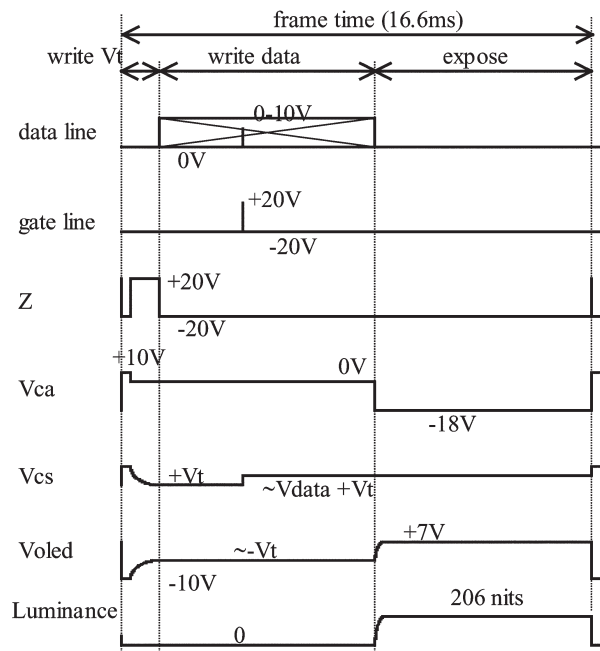 frame time (16.6ms)
write Vt write data expose
data line 0-10V
0V
gate line +20V
-20V
Z +20V
-20V
+10V 0V
Vca
-18V
Vcs +Vt
~Vdata +Vt
Voled ~-Vt +7V
-10V
Luminance 206 nits
0